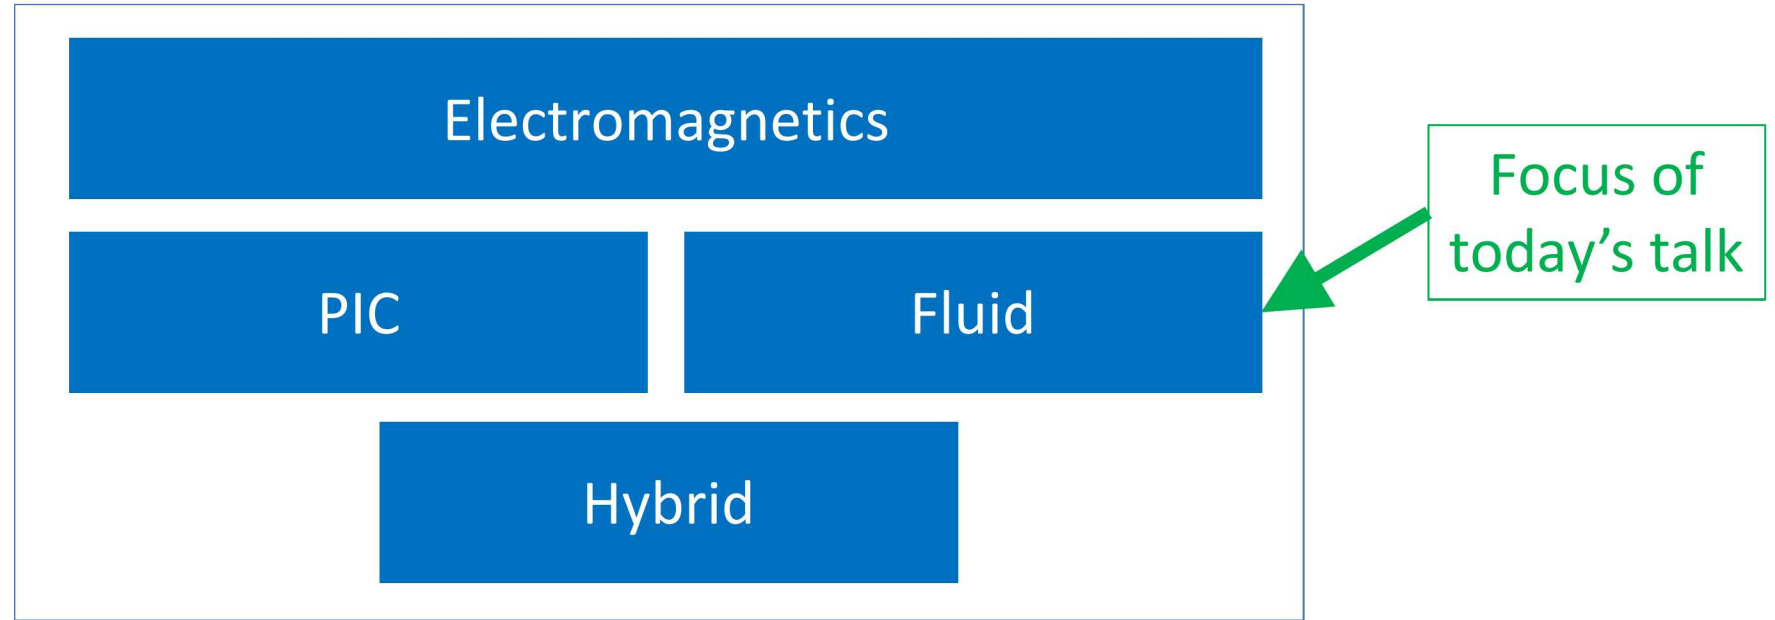 Electromagnetics
PIC
Fluid
Hybrid
Focus of
today’s talk